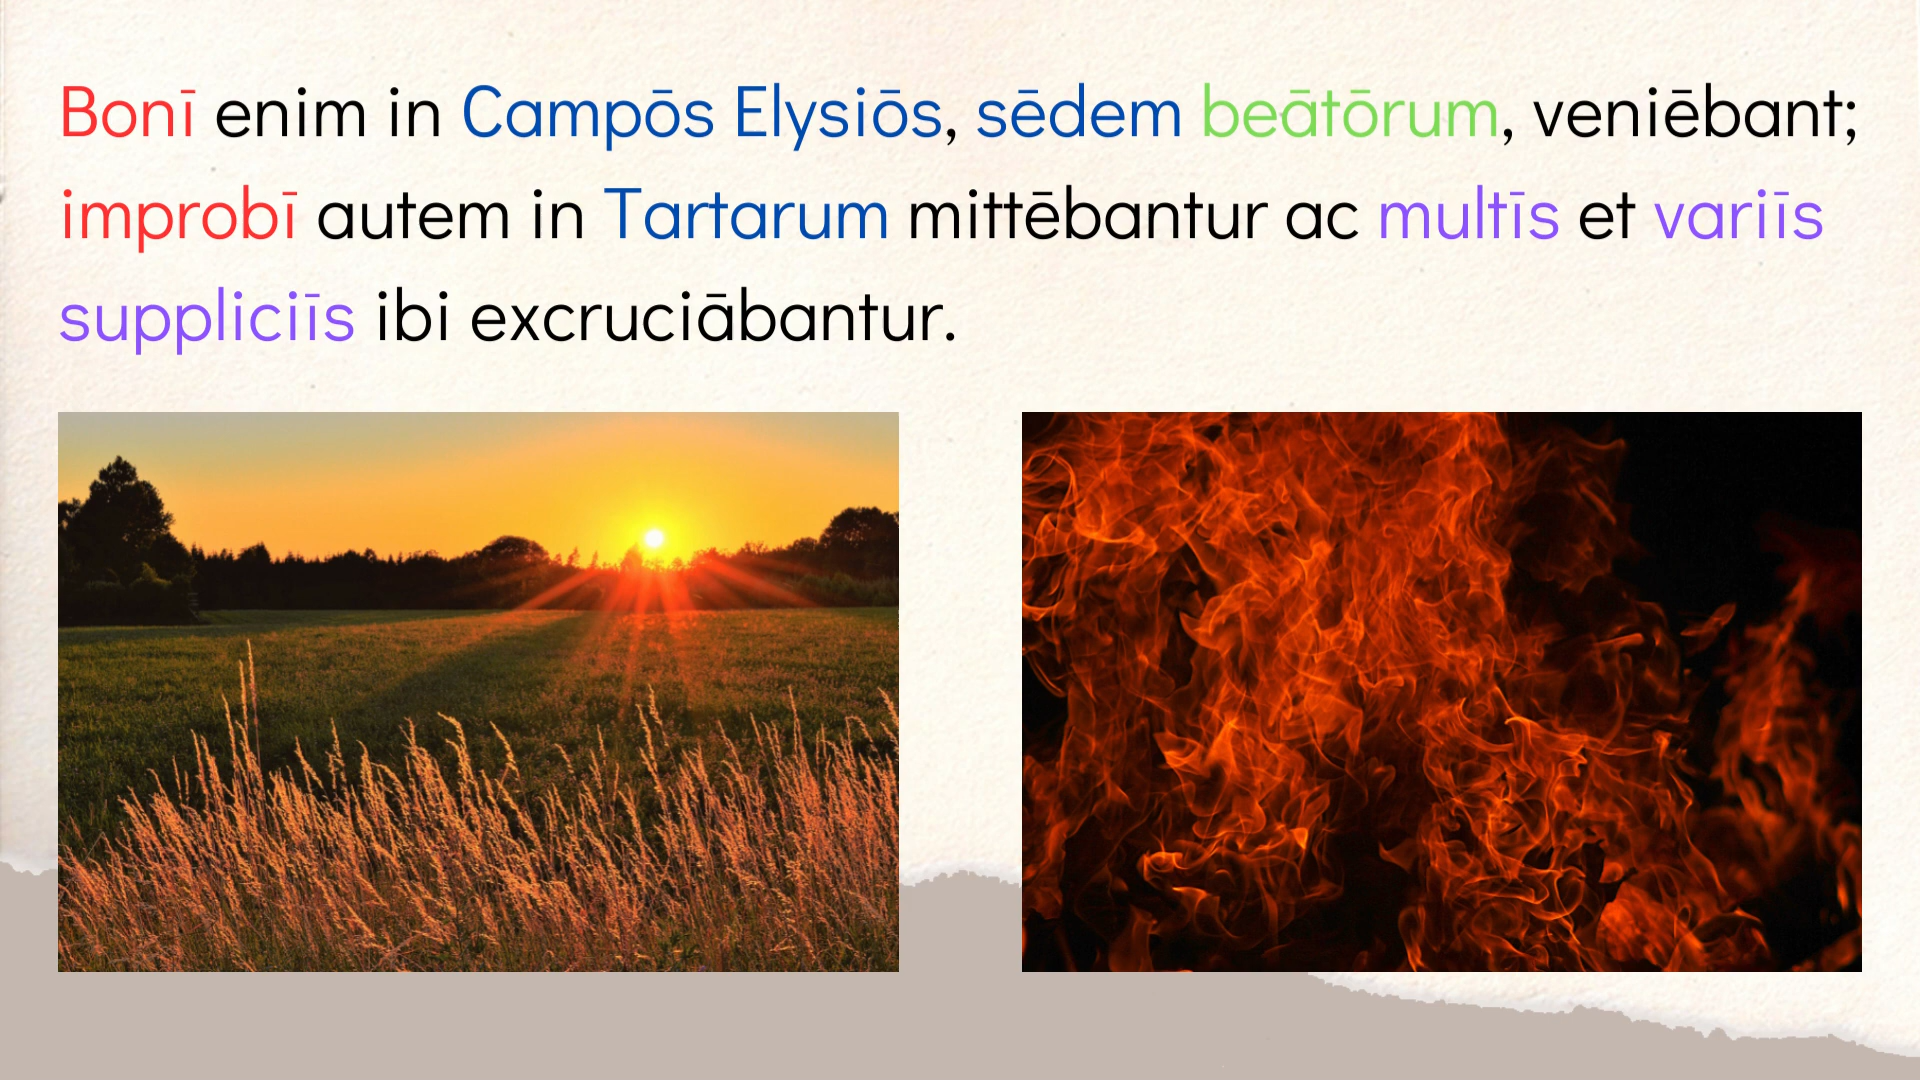 Bonī enim in Campōs Elysiōs, sēdem beātōrum, veniēbant;
improbī autem in Tartarum mittēbantur ac multīs et variīs
suppliciīs ibi excruciābantur.